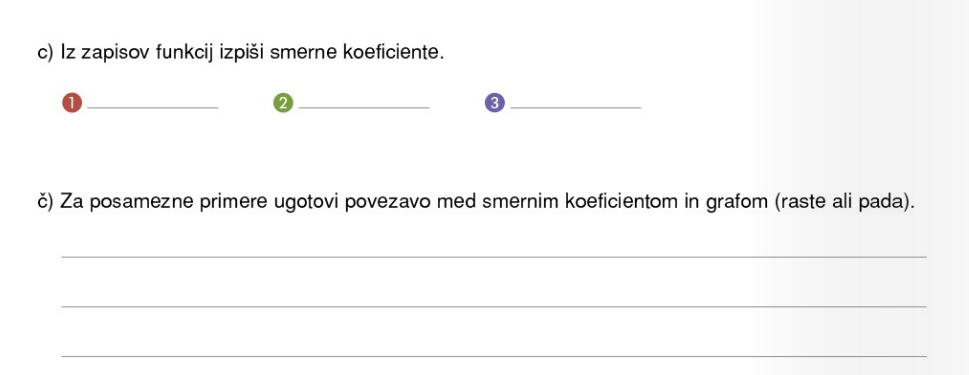 c) Iz zapisov funkcij izpiši smerne koeficiente.
1 2 3
č) Za posamezne primere ugotovi povezavo med smernim koeficientom in grafom (raste ali pada).